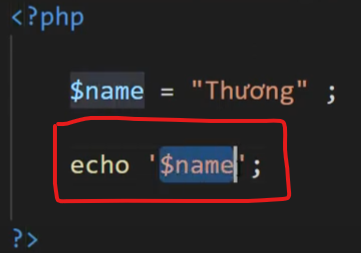 <?php
$name = "Thương" ;
echo '$name';
?>